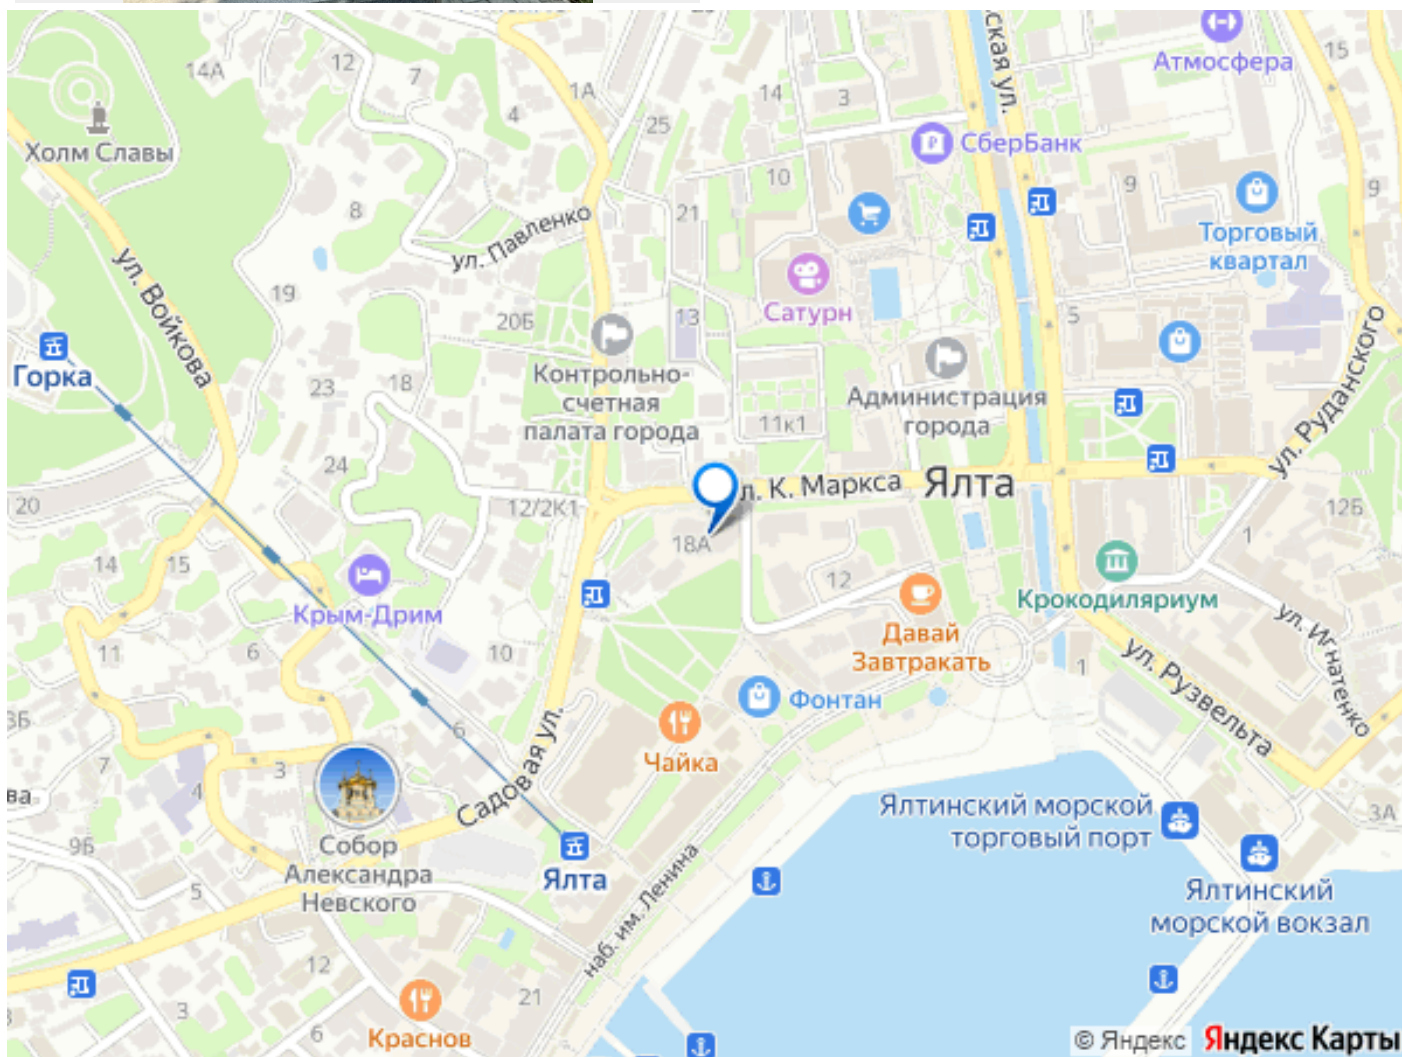 ская ул.
Атмосфера
15
14А
12
7
4
1А
14
3
25
СберБанк
Холм Славы
10
9
9
8
21
ул. Павленко
Торговый
квартал
ул. Войкова
19
20Б
13
Сатурн
5
Горка
23
18
Контрольно-
счетная
палата города
Администрация
города
11к1
ул. Руданского
24
л. К. Маркса
Ялта
20
12/2К1
12Б
18А
1
14
15
12
Крым-Дрим
Крокодиляриум
Давай
Завтракать
ул. Игнатенко
11
6
10
1
ул. Рузвельта
Фонтан
3Б
6
Чайка
7
3
4
ва
Садовая ул.
Ялтинский морской
торговый порт
3А
9Б
Собор
Александра
Невского
Ялта
5
наб. им. Ленина
Ялтинский
морской вокзал
12
21
3
6
Краснов
© Яндекс Яндекс Карты